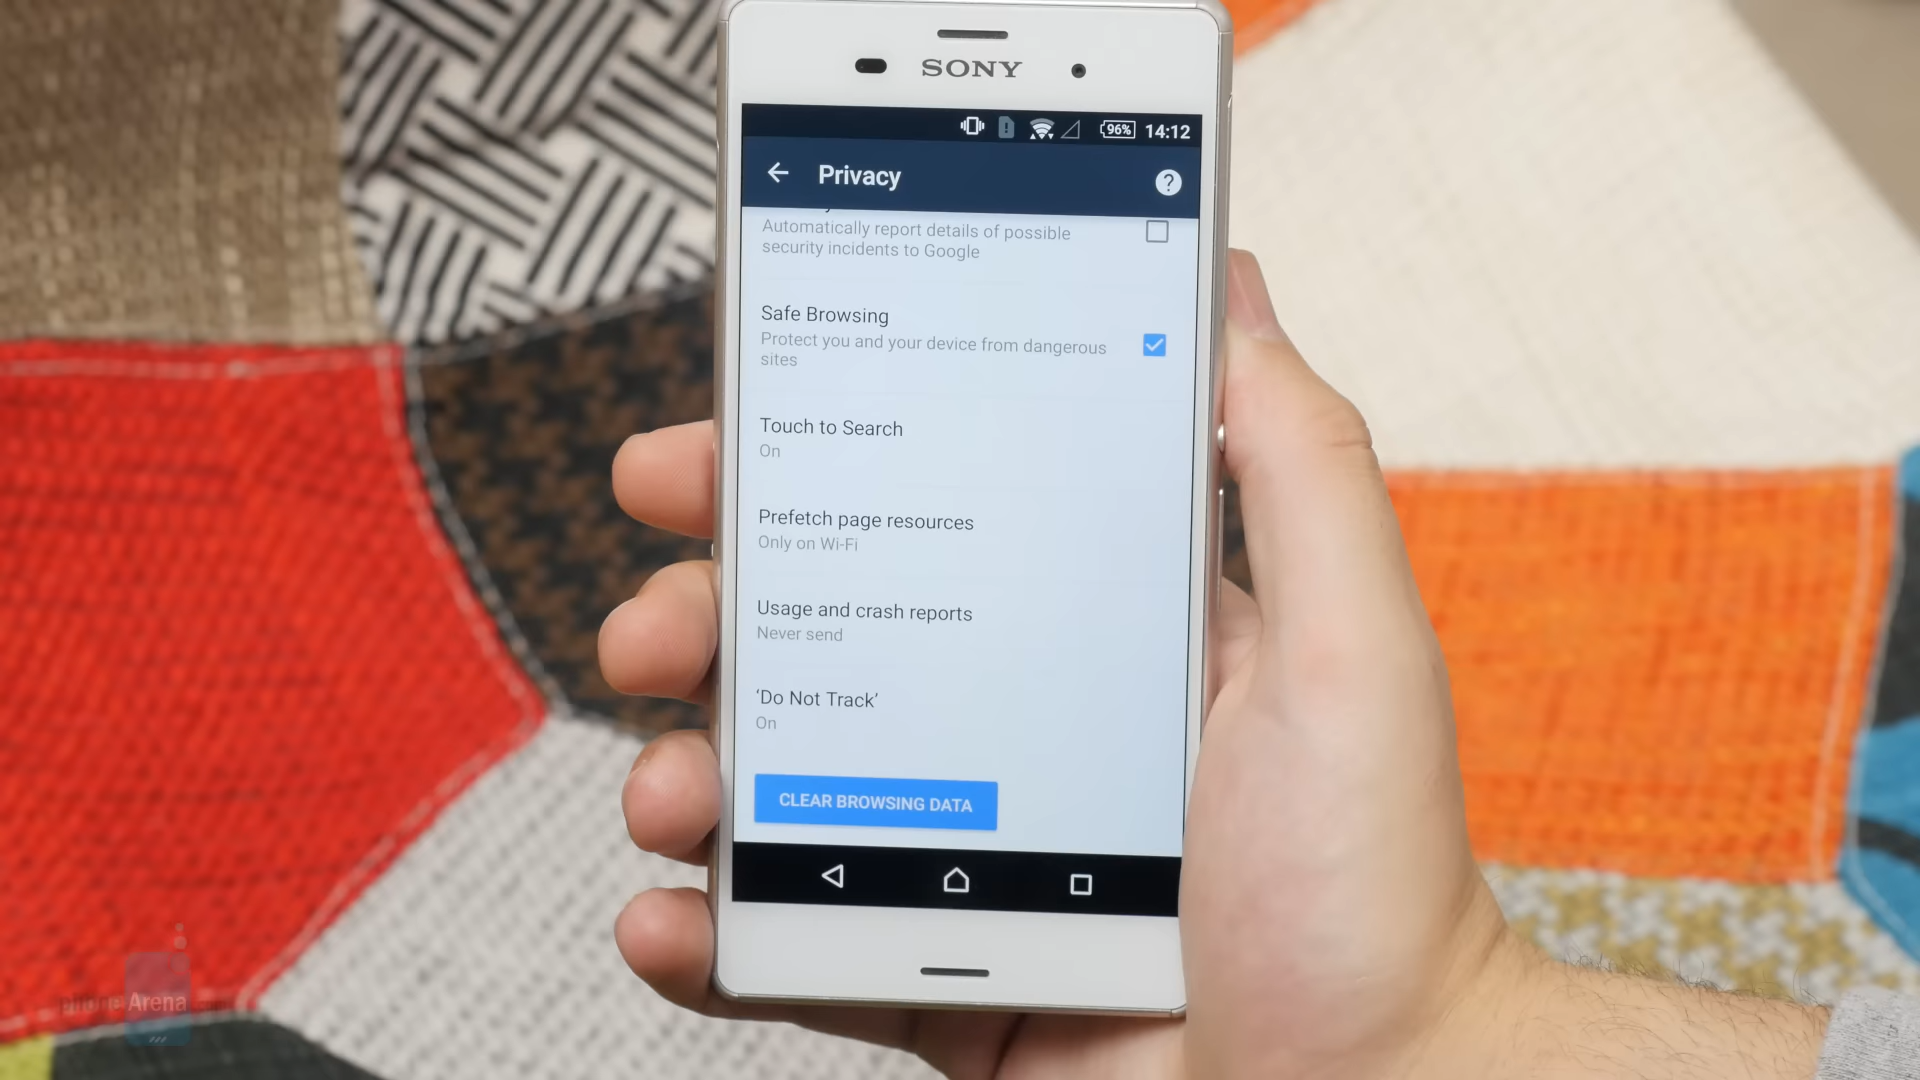 SONY
96% 14:12
Privacy
?
Automatically report details of possible
security incidents to Google
Safe Browsing
Protect you and your device from dangerous
sites
Touch to Search
On
Prefetch page resources
Only on Wi-Fi
Usage and crash reports
Never send
‘Do Not Track’
On
CLEAR BROWSING DATA
phoneArena.com